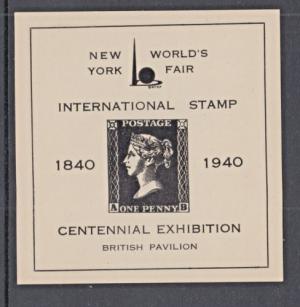 NEW WORLD'S
YORK FAIR
INTERNATIONAL STAMP
POSTAGE
1840 1940
A ONE PENNY B
CENTENNIAL EXHIBITION
BRITISH PAVILION